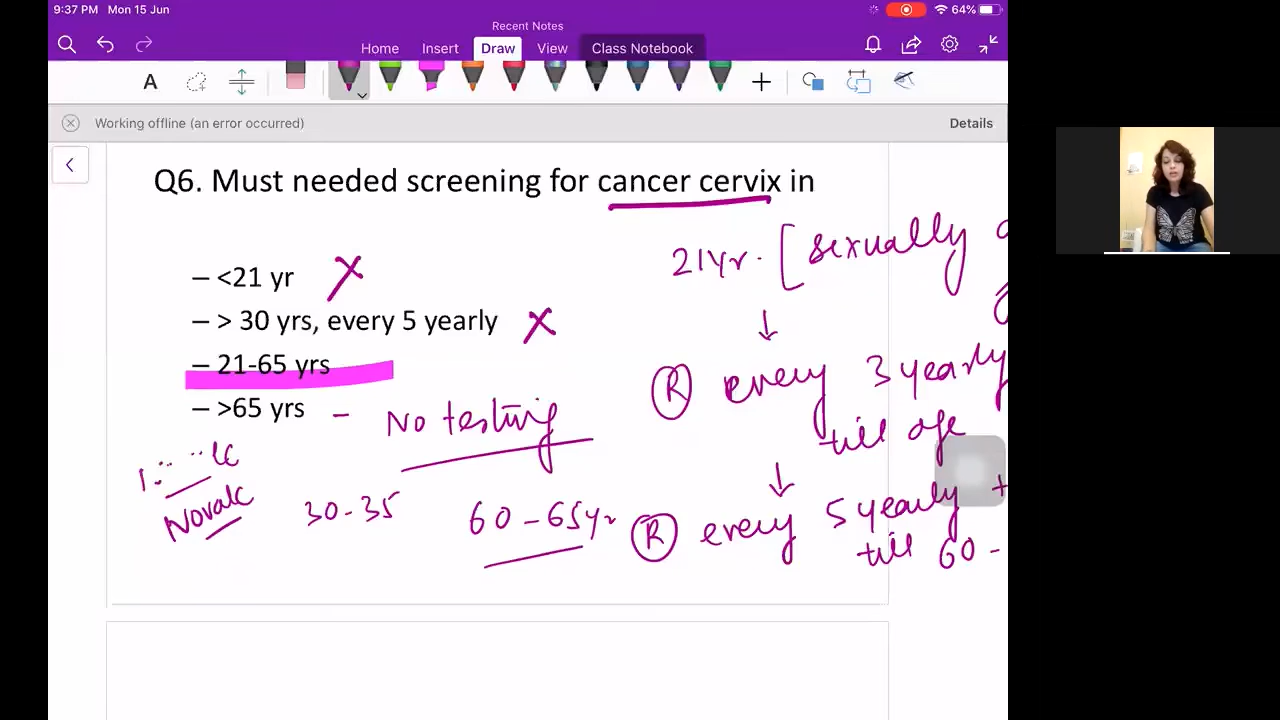 9:37 PM Mon 15 Jun
64%
Recent Notes
Home Insert Draw View Class Notebook
A
Working offline (an error occurred)
Details
Q6. Must needed screening for cancer cervix in
– <21 yr X
– > 30 yrs, every 5 yearly X
– 21-65 yrs
– >65 yrs – No testing
30-35
60-65yr
21yr. [sexually
↓
R every 3 yearly
till age
↓
R every 5 yearly +
till 60-